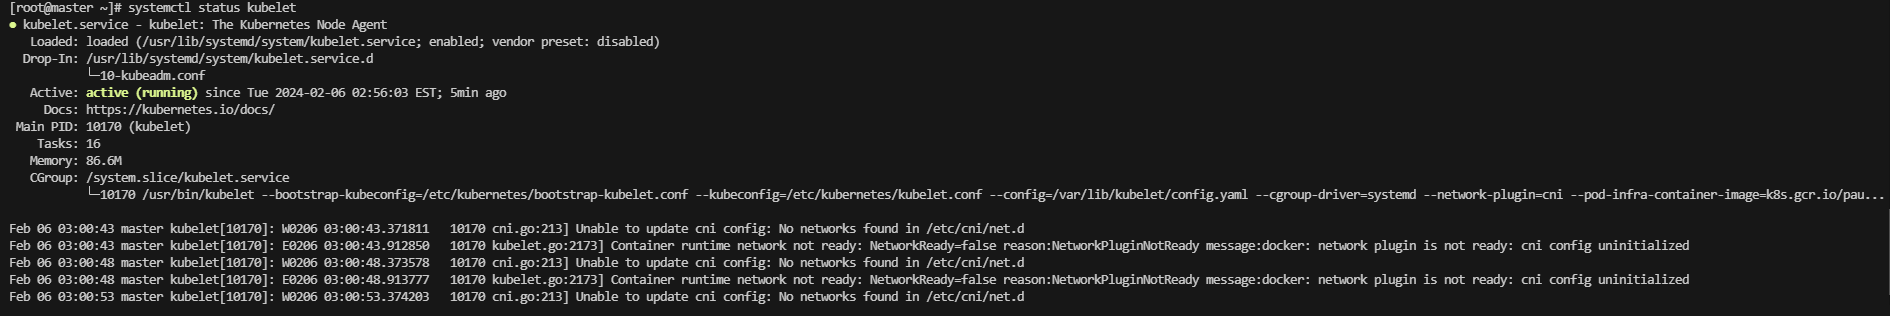 [root@master ~]# systemctl status kubelet
● kubelet.service - kubelet: The Kubernetes Node Agent
   Loaded: loaded (/usr/lib/systemd/system/kubelet.service; enabled; vendor preset: disabled)
  Drop-In: /usr/lib/systemd/system/kubelet.service.d
           └─10-kubeadm.conf
   Active: active (running) since Tue 2024-02-06 02:56:03 EST; 5min ago
     Docs: https://kubernetes.io/docs/
 Main PID: 10170 (kubelet)
    Tasks: 16
   Memory: 86.6M
   CGroup: /system.slice/kubelet.service
           └─10170 /usr/bin/kubelet --bootstrap-kubeconfig=/etc/kubernetes/bootstrap-kubelet.conf --kubeconfig=/etc/kubernetes/kubelet.conf --config=/var/lib/kubelet/config.yaml --cgroup-driver=systemd --network-plugin=cni --pod-infra-container-image=k8s.gcr.io/pau...
Feb 06 03:00:43 master kubelet[10170]: W0206 03:00:43.371811   10170 cni.go:213] Unable to update cni config: No networks found in /etc/cni/net.d
Feb 06 03:00:43 master kubelet[10170]: E0206 03:00:43.912850   10170 kubelet.go:2173] Container runtime network not ready: NetworkReady=false reason:NetworkPluginNotReady message:docker: network plugin is not ready: cni config uninitialized
Feb 06 03:00:48 master kubelet[10170]: W0206 03:00:48.373578   10170 cni.go:213] Unable to update cni config: No networks found in /etc/cni/net.d
Feb 06 03:00:48 master kubelet[10170]: E0206 03:00:48.913777   10170 kubelet.go:2173] Container runtime network not ready: NetworkReady=false reason:NetworkPluginNotReady message:docker: network plugin is not ready: cni config uninitialized
Feb 06 03:00:53 master kubelet[10170]: W0206 03:00:53.374203   10170 cni.go:213] Unable to update cni config: No networks found in /etc/cni/net.d